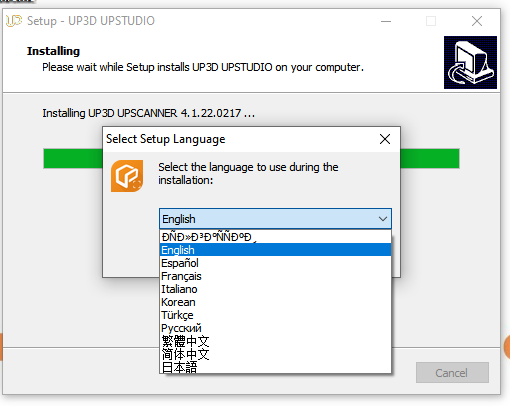 Setup - UP3D UPSTUDIO
Installing
Please wait while Setup installs UP3D UPSTUDIO on your computer.
Installing UP3D UPSCANNER 4.1.22.0217 ...
Select Setup Language
Select the language to use during the
installation:
English
English
Español
Français
Italiano
Korean
Türkçe
Русский
繁體中文
简体中文
日本語
Cancel